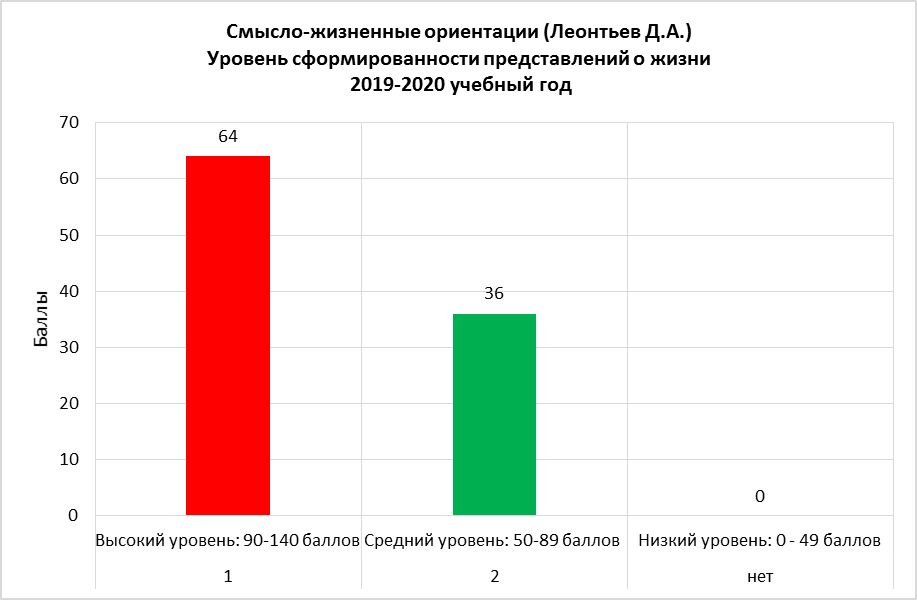 Смысло-жизненные ориентации (Леонтьев Д.А.)
Уровень сформированности представлений о жизни
2019-2020 учебный год
Баллы
70
60
50
40
30
20
10
0
64
36
0
Высокий уровень: 90-140 баллов Средний уровень: 50-89 баллов Низкий уровень: 0 - 49 баллов
1 2 нет